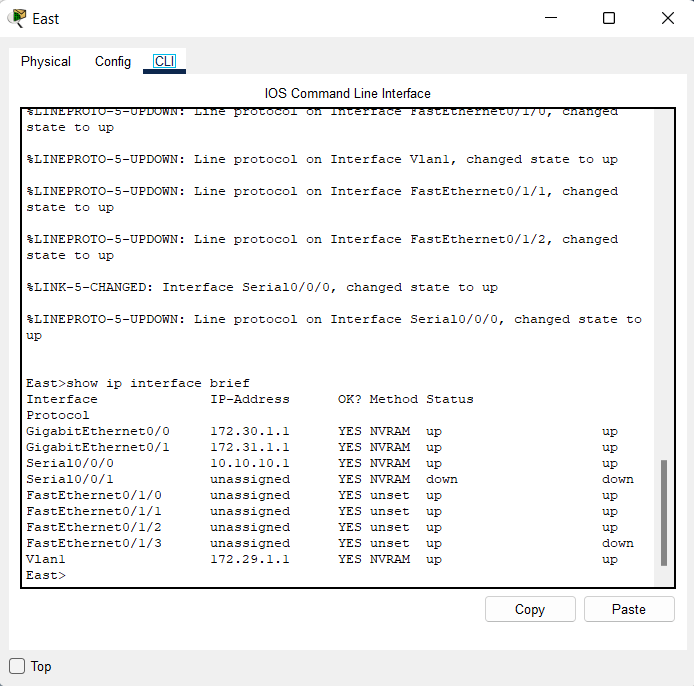 East
Physical Config CLI
IOS Command Line Interface
%LINEPROTO-5-UPDOWN: Line protocol on Interface FastEthernet0/1/0, changed
state to up
%LINEPROTO-5-UPDOWN: Line protocol on Interface Vlan1, changed state to up
%LINEPROTO-5-UPDOWN: Line protocol on Interface FastEthernet0/1/1, changed
state to up
%LINEPROTO-5-UPDOWN: Line protocol on Interface FastEthernet0/1/2, changed
state to up
%LINK-5-CHANGED: Interface Serial0/0/0, changed state to up
%LINEPROTO-5-UPDOWN: Line protocol on Interface Serial0/0/0, changed state to
up
East>show ip interface brief
Interface IP-Address OK? Method Status
Protocol
GigabitEthernet0/0 172.30.1.1 YES NVRAM up up
GigabitEthernet0/1 172.31.1.1 YES NVRAM up up
Serial0/0/0 10.10.10.1 YES NVRAM up up
Serial0/0/1 unassigned YES NVRAM down down
FastEthernet0/1/0 unassigned YES unset up up
FastEthernet0/1/1 unassigned YES unset up up
FastEthernet0/1/2 unassigned YES unset up up
FastEthernet0/1/3 unassigned YES unset up down
Vlan1 172.29.1.1 YES NVRAM up up
East>
Copy Paste
Top